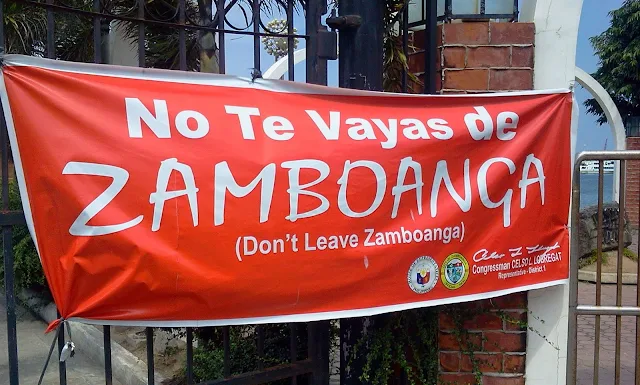 No Te Vayas de
ZAMBOANGA
(Don't Leave Zamboanga)
Congressman CELSO L. LOBREGAT
Representative - District 1